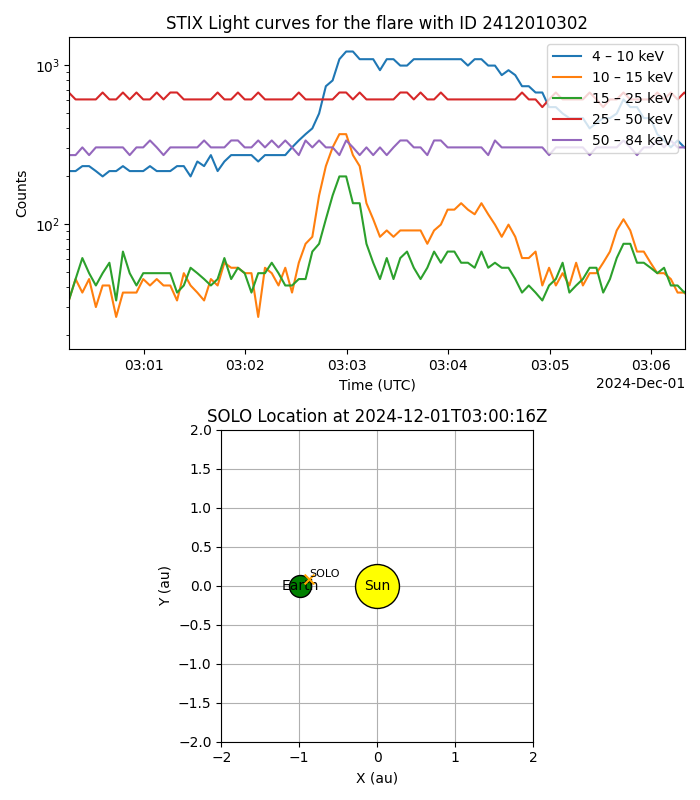 STIX Light curves for the flare with ID 2412010302
10³
10²
Counts
4 – 10 keV
10 – 15 keV
15 – 25 keV
25 – 50 keV
50 – 84 keV
03:01 03:02 03:03 03:04 03:05 03:06
Time (UTC)
2024-Dec-01
SOLO Location at 2024-12-01T03:00:16Z
2.0
1.5
1.0
0.5
0.0
−0.5
−1.0
−1.5
−2.0
Y (au)
SOLO
Earth
Sun
−2 −1 0 1 2
X (au)